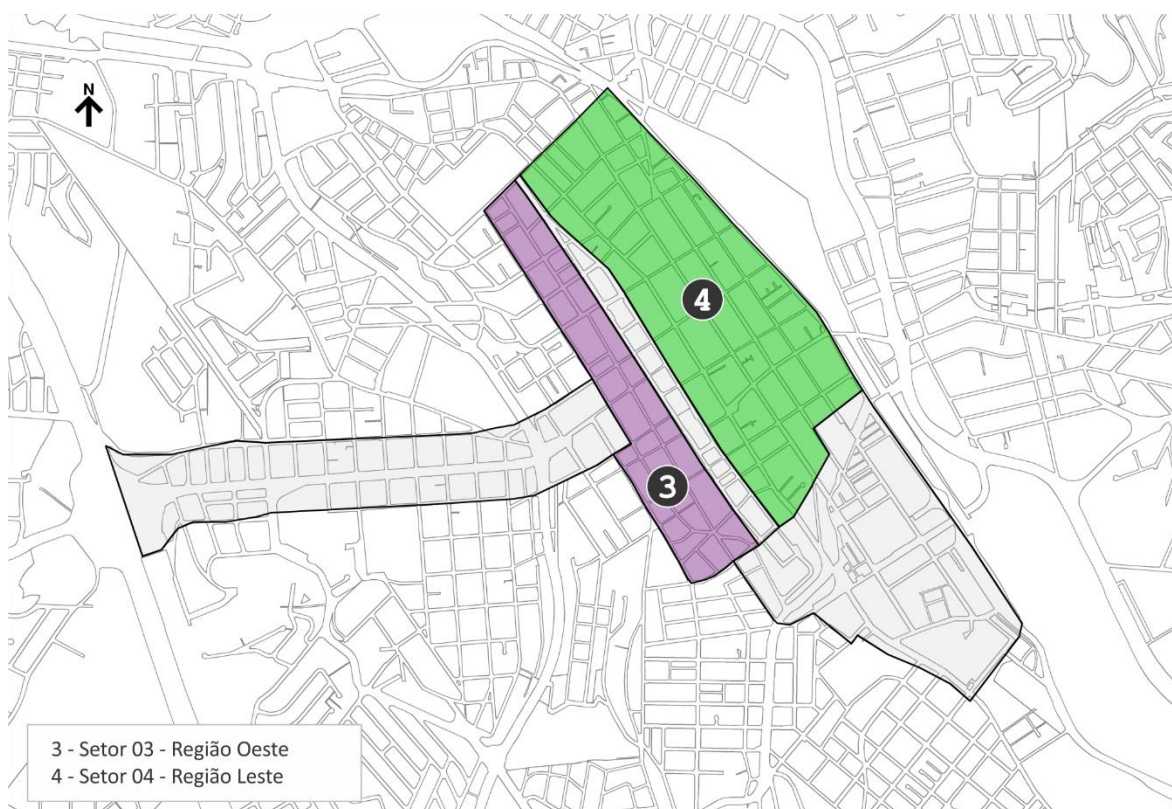 N
4
3
3 - Setor 03 - Região Oeste
4 - Setor 04 - Região Leste